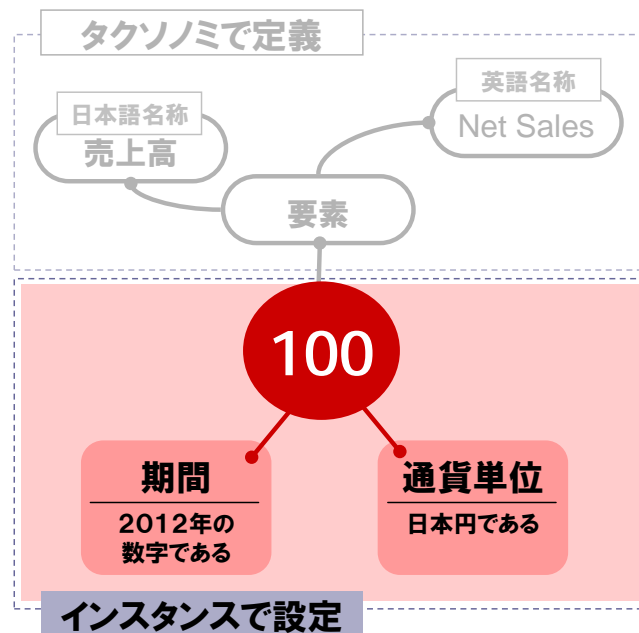 タクソノミで定義
日本語名称
売上高
英語名称
Net Sales
要素
100
期間
2012年の
数字である
通貨単位
日本円である
インスタンスで設定